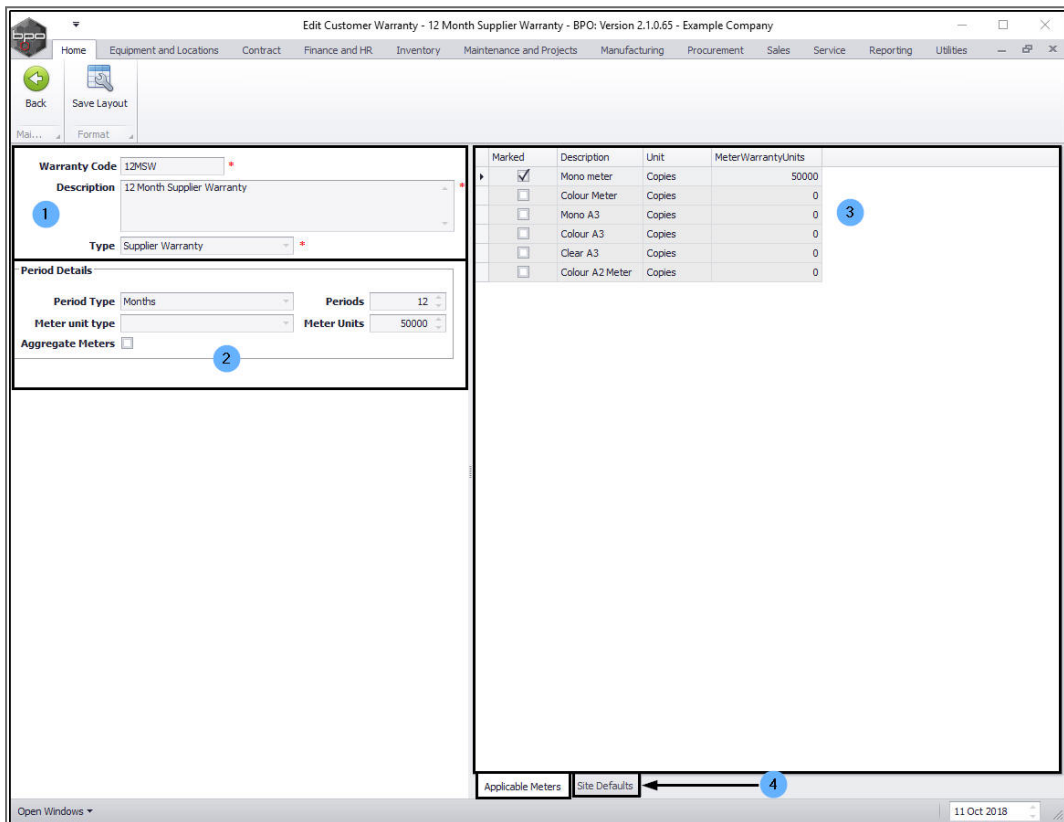 Edit Customer Warranty - 12 Month Supplier Warranty - BPO: Version 2.1.0.65 - Example Company
bpo
Home Equipment and Locations Contract Finance and HR Inventory Maintenance and Projects Manufacturing Procurement Sales Service Reporting Utilities
Back Save Layout
Mai... Format
Warranty Code 12MSW *
Description 12 Month Supplier Warranty *
1
Type Supplier Warranty *
Period Details
Period Type Months Periods 12
Meter unit type Meter Units 50000
Aggregate Meters
2
Marked Description Unit MeterWarrantyUnits
Mono meter Copies 50000
Colour Meter Copies 0
Mono A3 Copies 0
3
Colour A3 Copies 0
Clear A3 Copies 0
Colour A2 Meter Copies 0
Applicable Meters Site Defaults 4
Open Windows 11 Oct 2018